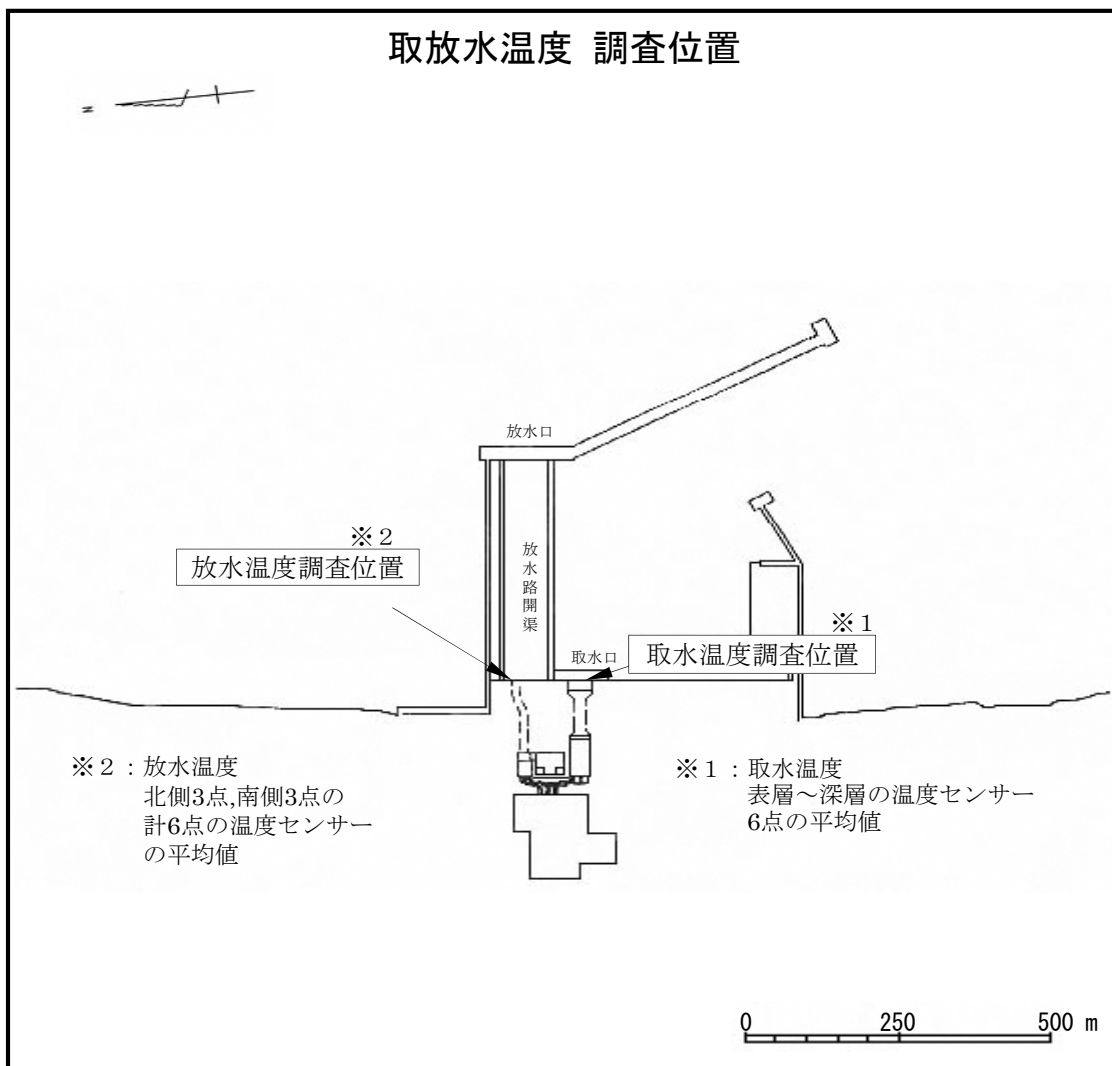 取放水温度 調査位置
N
放水口
※2
放水温度調査位置
放水路開渠
※1
取水口
取水温度調査位置
※2：放水温度
北側3点,南側3点の
計6点の温度センサー
の平均値
※1：取水温度
表層～深層の温度センサー
6点の平均値
0 250 500 m